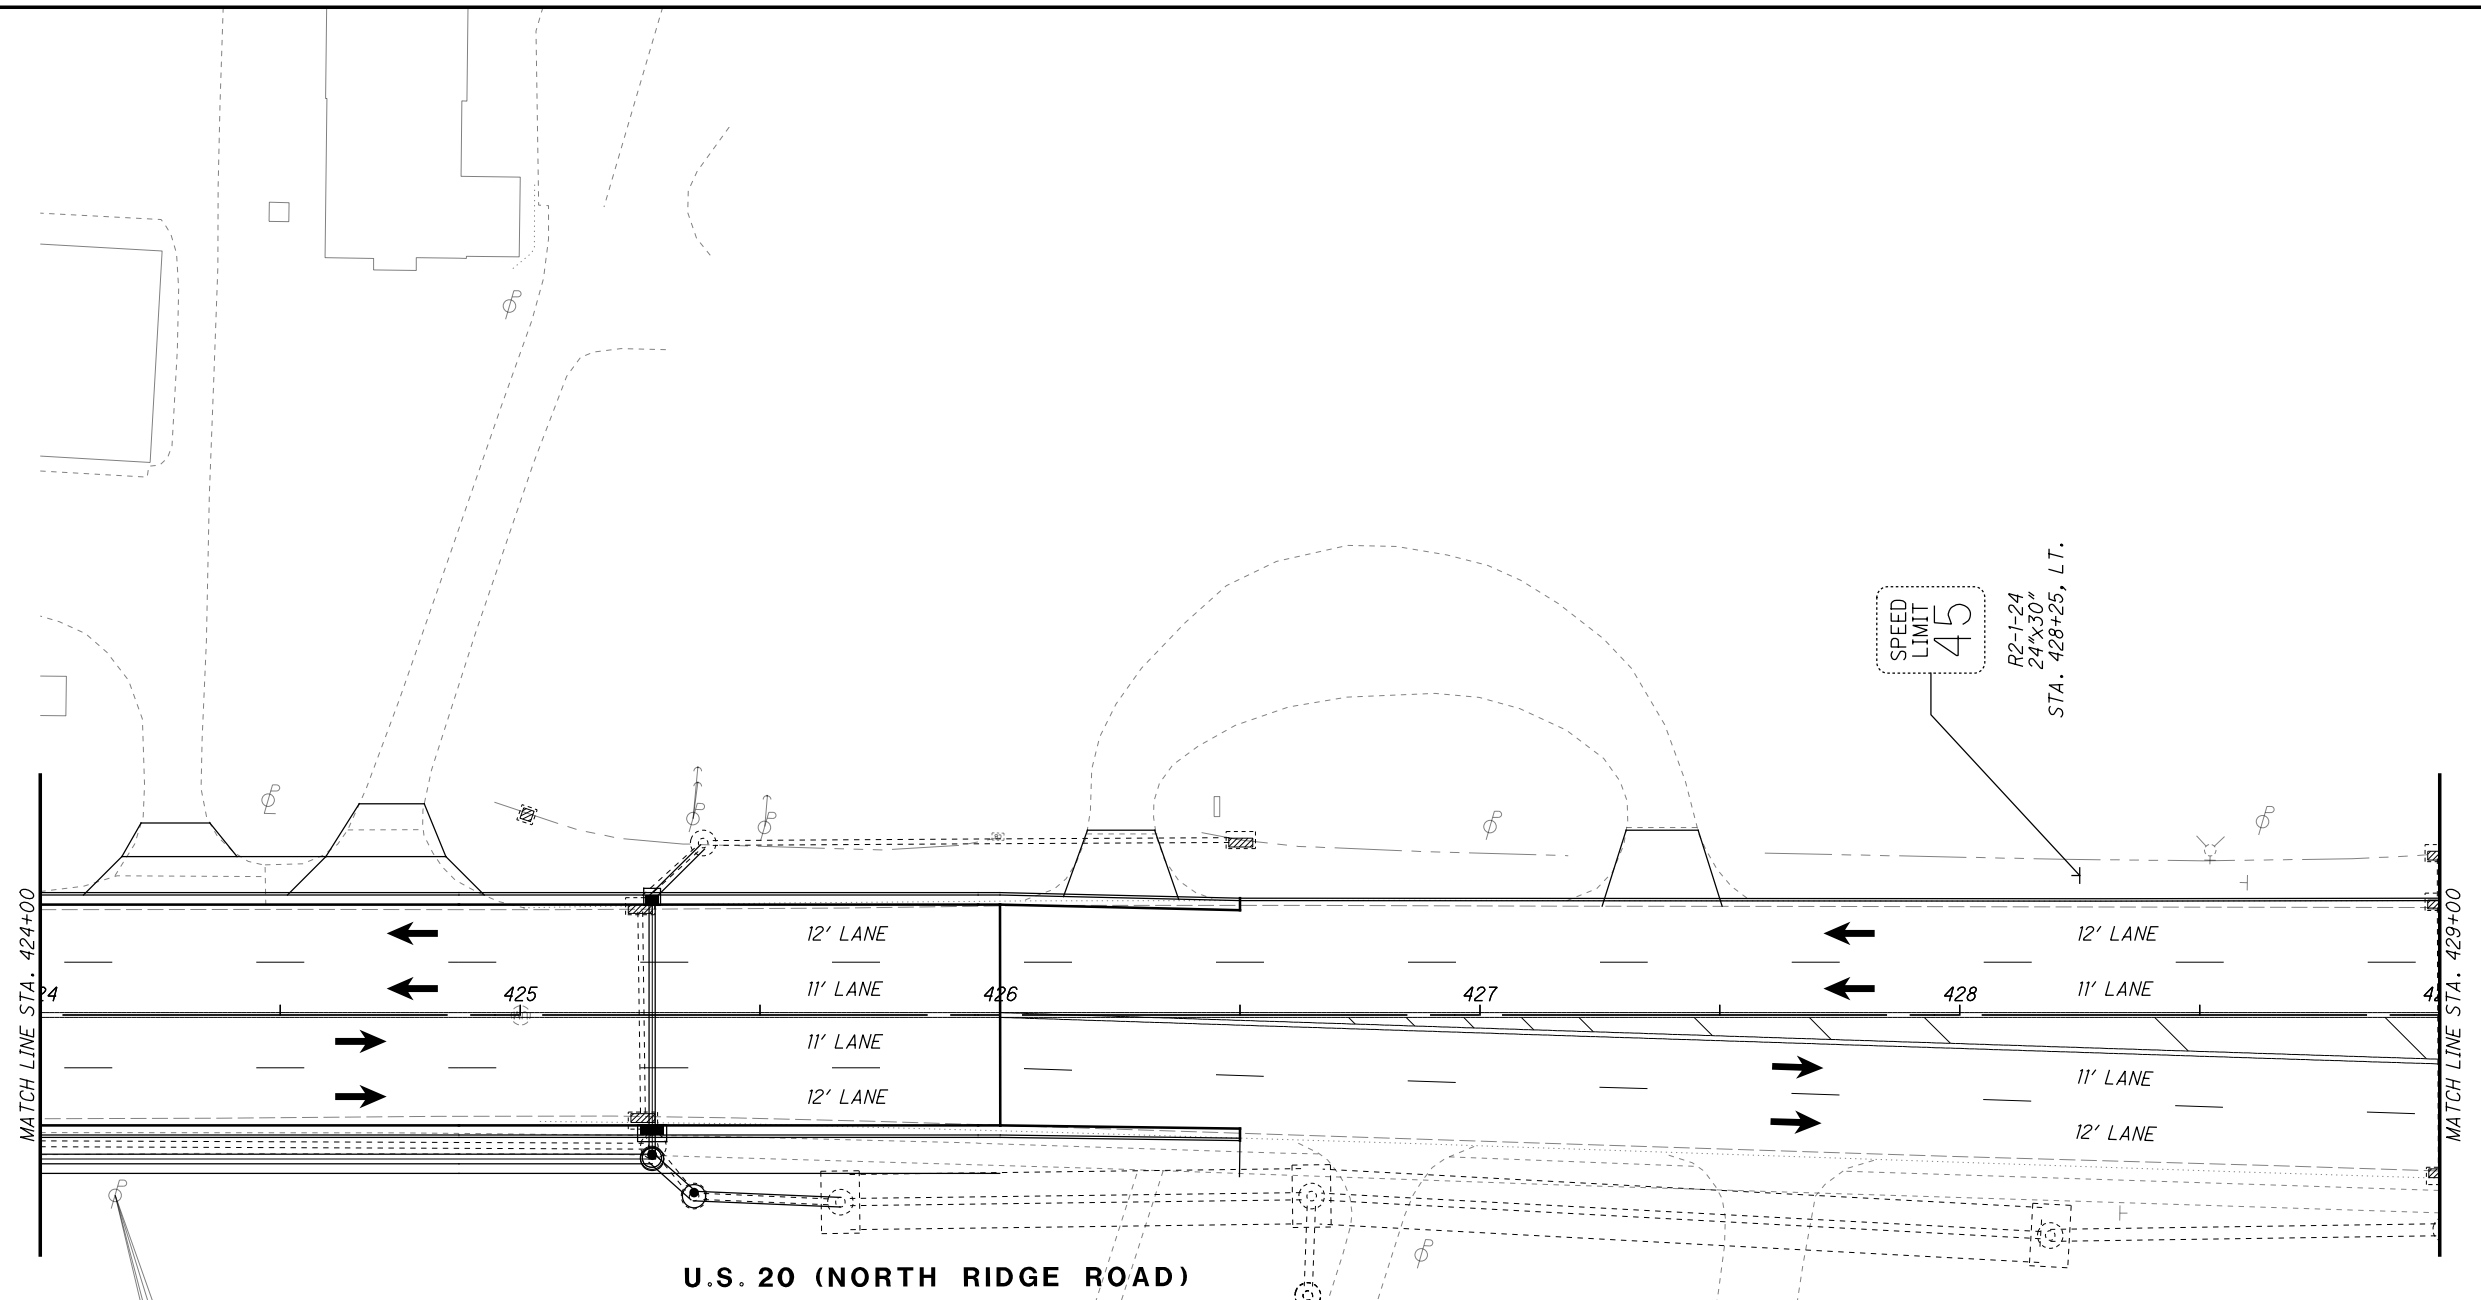 SPEED
LIMIT
45
R2-1-24
24"x30"
STA. 428+25, LT.
MATCH LINE STA. 424+00
MATCH LINE STA. 429+00
12' LANE
12' LANE
11' LANE
11' LANE
24
425
426
427
428
42
11' LANE
11' LANE
12' LANE
12' LANE
U.S. 20 (NORTH RIDGE ROAD)